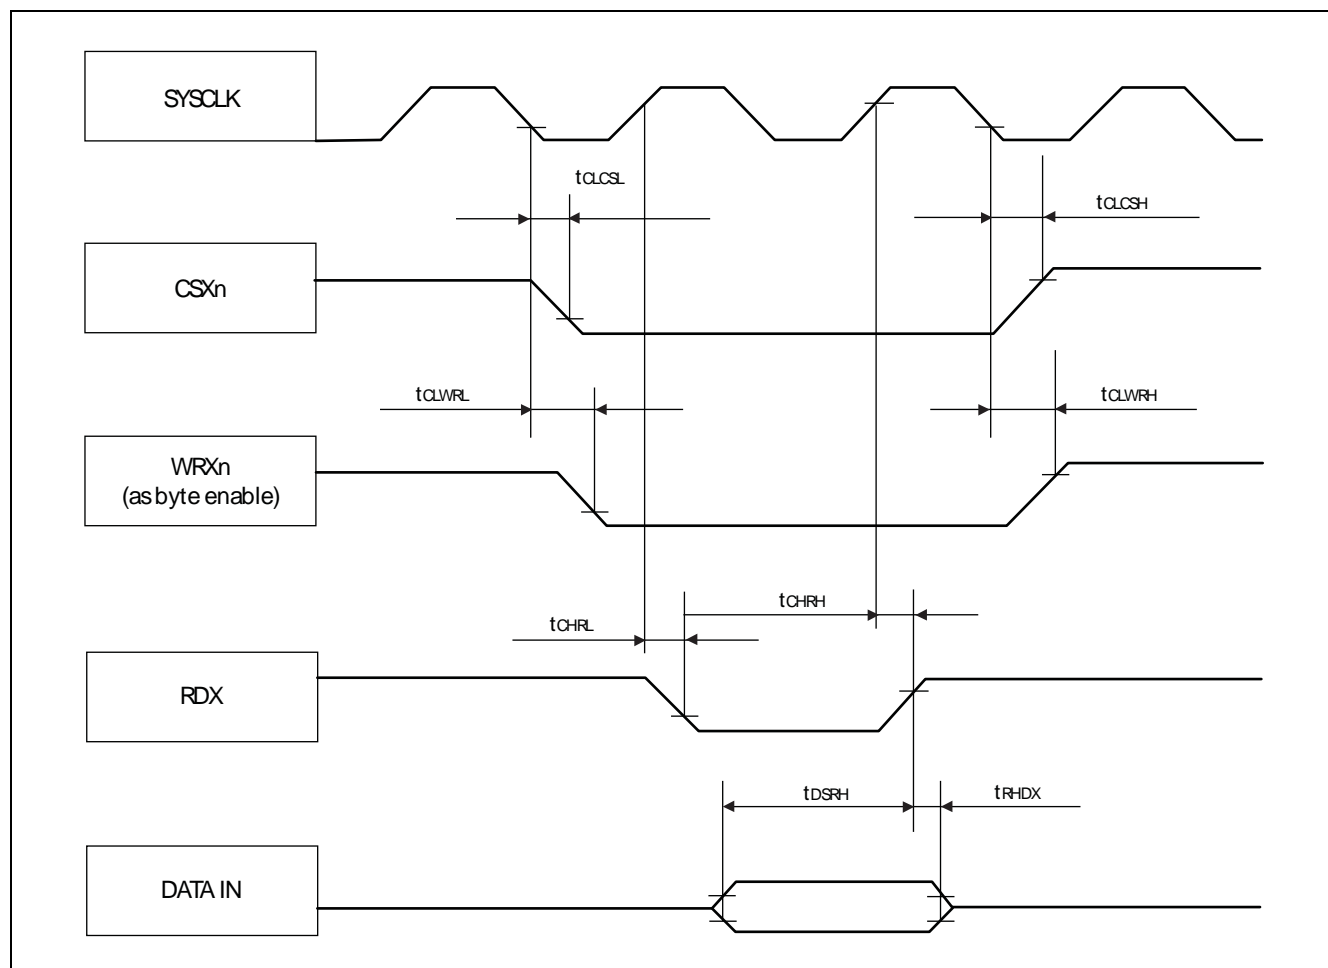 SYSCLK
tCLCSL
tCLCSH
CSXn
tCLWRL
tCLWRH
WRXn
(as byte enable)
tCHRH
tCHRL
RDX
tDSRH
tRHDX
DATA IN